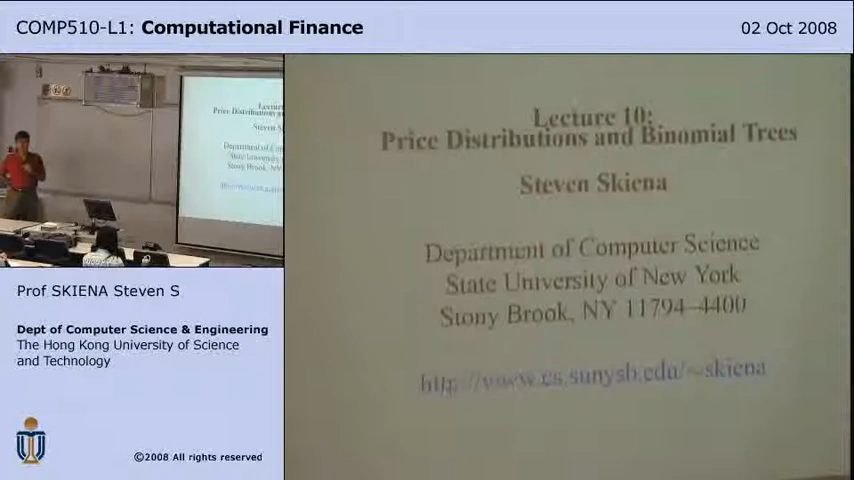 COMP510-L1: Computational Finance
02 Oct 2008
Lecture 10:
Price Distributions and Binomial Trees
Steven Skiena
Department of Computer Science
State University of New York
Stony Brook, NY 11794-4400
http://www.cs.sunysb.edu/~skiena
Prof SKIENA Steven S
Dept of Computer Science & Engineering
The Hong Kong University of Science
and Technology
©2008 All rights reserved